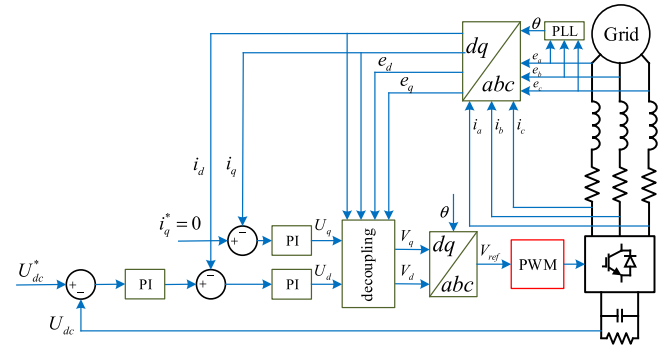 θ
PLL
Grid
dq
abc
e_a
e_b
e_c
e_d
e_q
i_a
i_b
i_c
i_d
i_q
i_q^* = 0
+
−
PI
U_q
decoupling
V_q
θ
dq
abc
V_ref
PWM
U_dc^*
+
−
PI
+
−
PI
U_d
V_d
U_dc